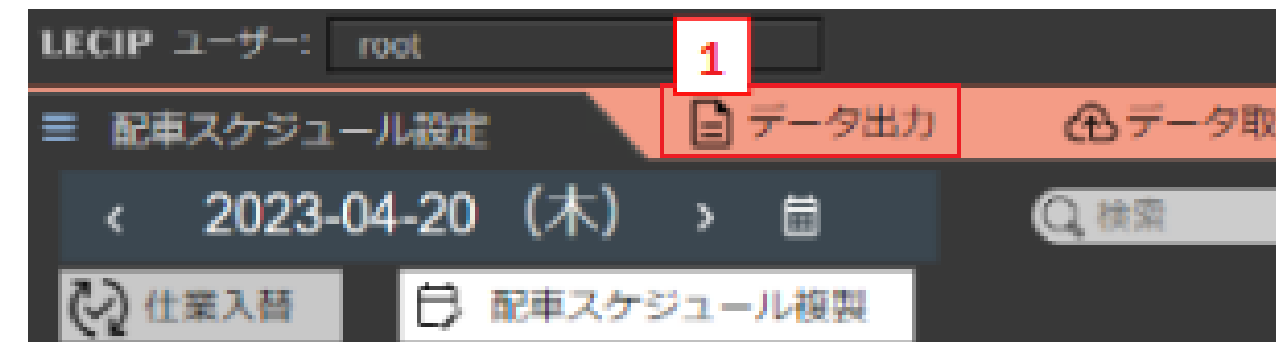 LECIP ユーザー: root
1
配車スケジュール設定 データ出力 データ取
2023-04-20 (木) 検索
仕業入替 配車スケジュール複製